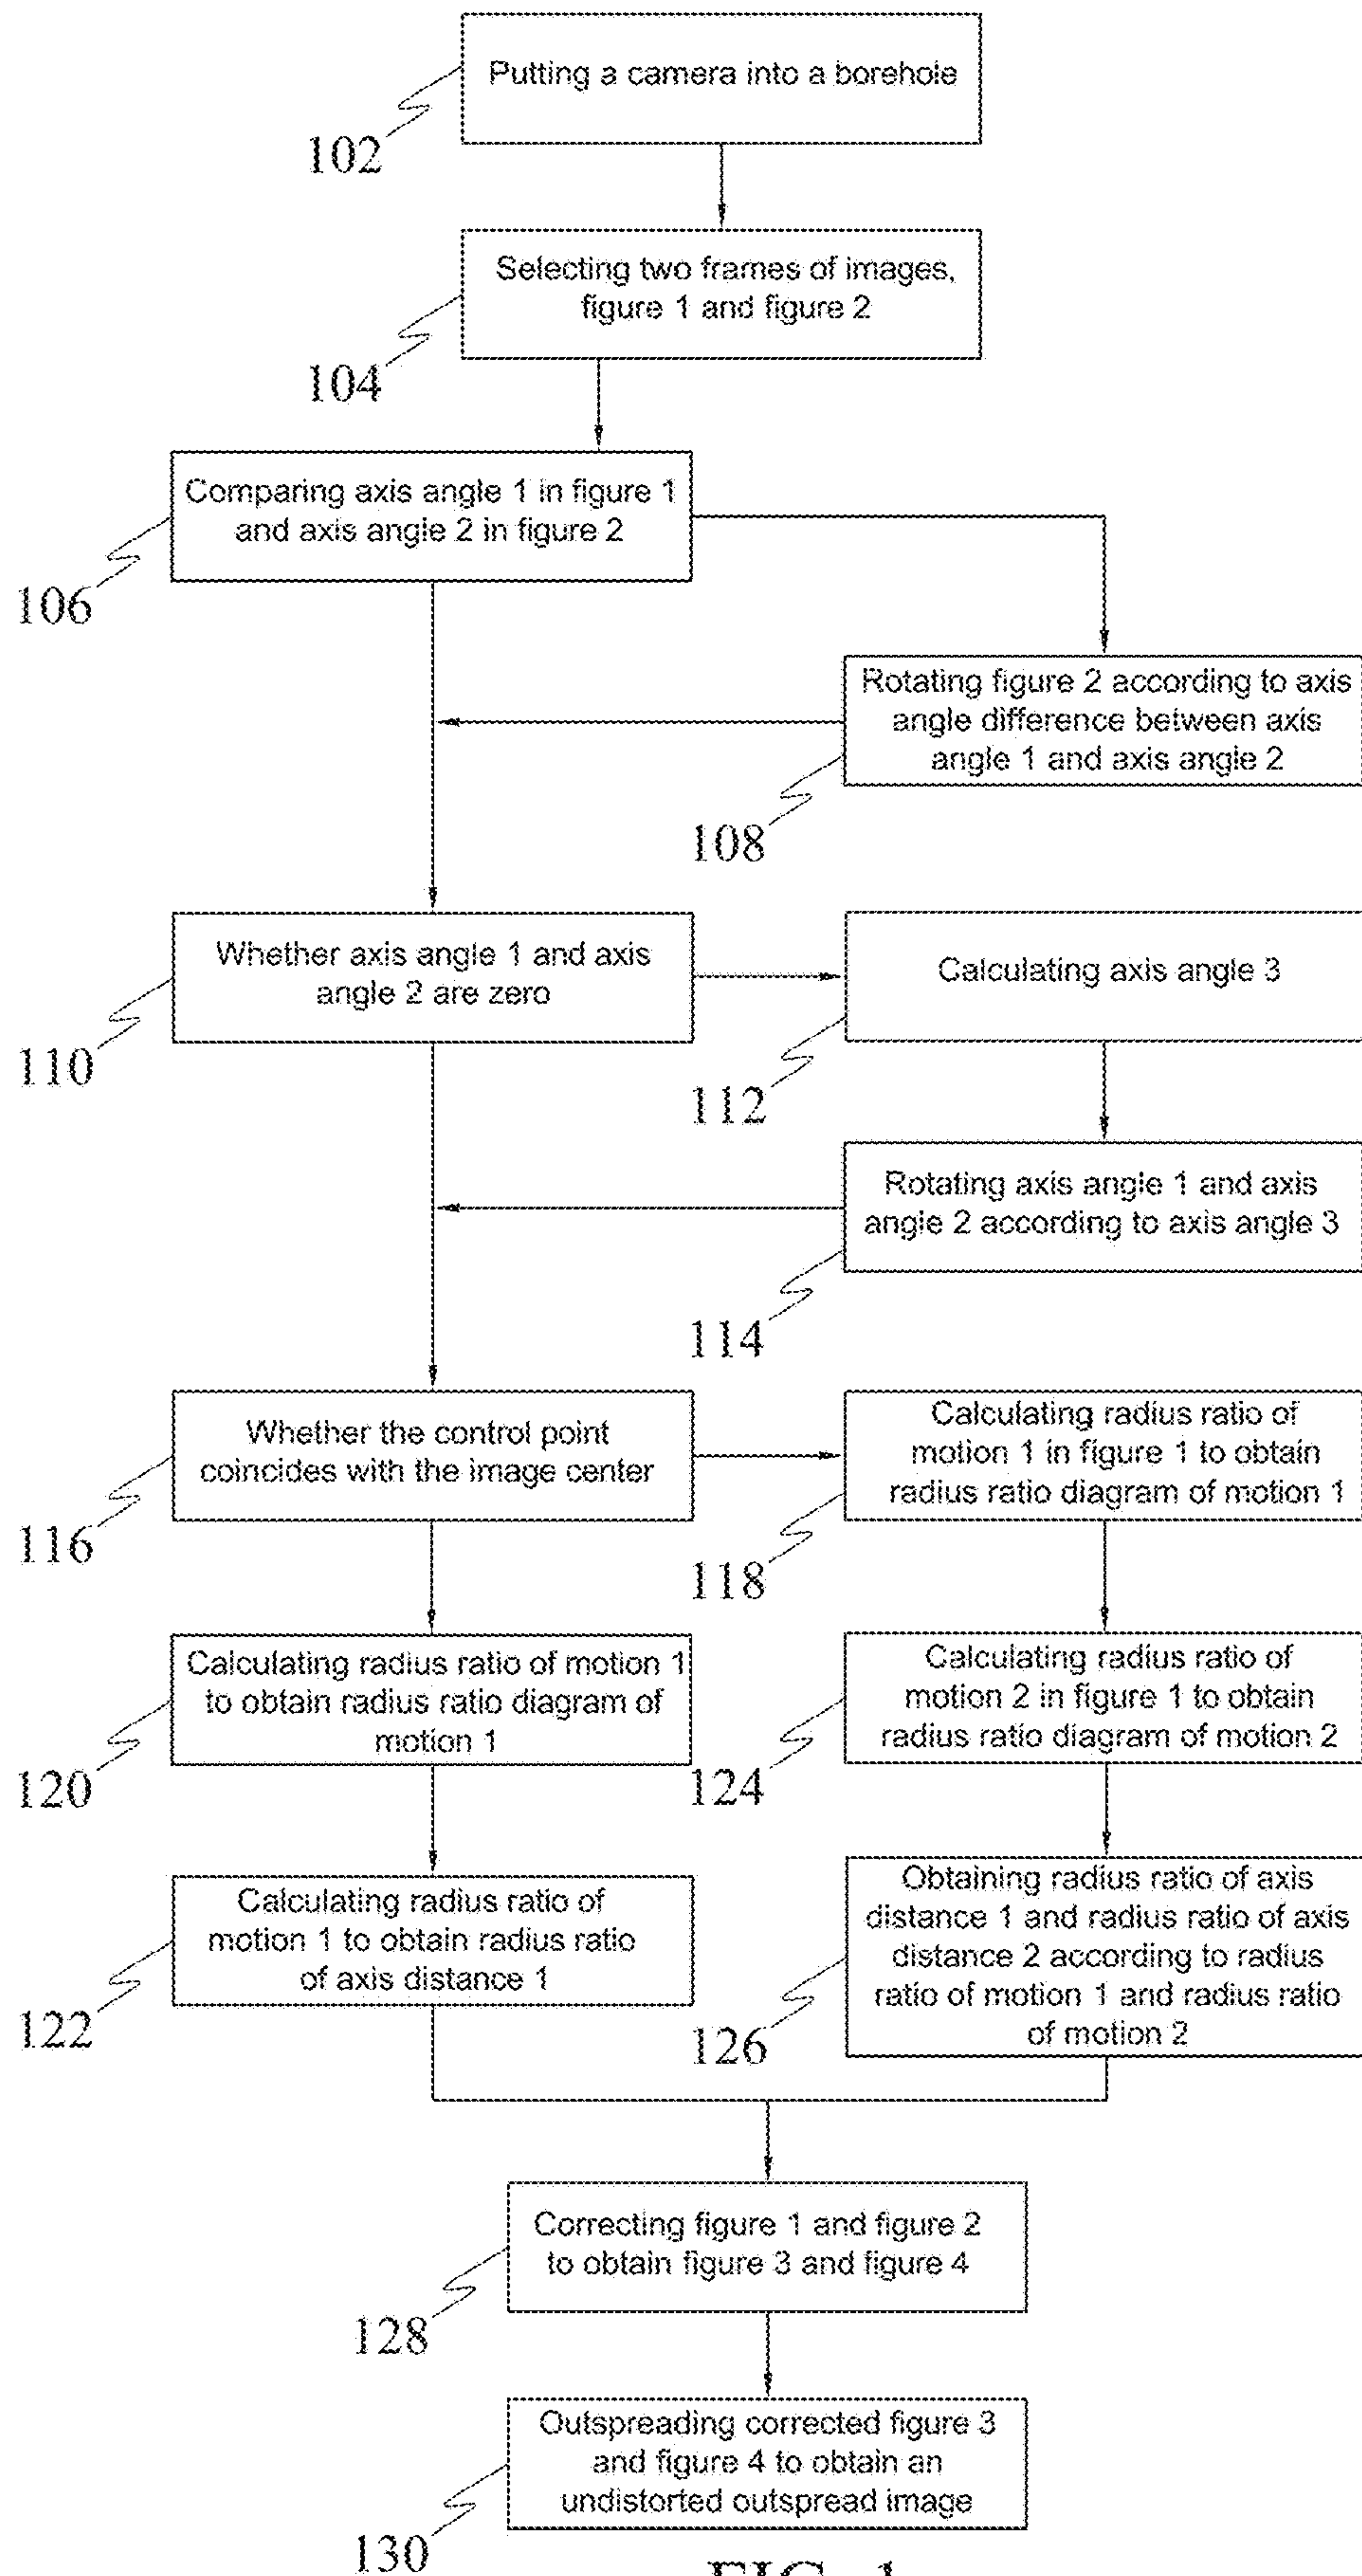 Putting a camera into a borehole
102
Selecting two frames of images,
figure 1 and figure 2
104
Comparing axis angle 1 in figure 1
and axis angle 2 in figure 2
106
Rotating figure 2 according to axis
angle difference between axis
angle 1 and axis angle 2
108
Whether axis angle 1 and axis
angle 2 are zero
110
Calculating axis angle 3
112
Rotating axis angle 1 and axis
angle 2 according to axis angle 3
114
Whether the control point
coincides with the image center
116
Calculating radius ratio of
motion 1 in figure 1 to obtain
radius ratio diagram of motion 1
118
Calculating radius ratio of motion 1
to obtain radius ratio diagram of
motion 1
120
Calculating radius ratio of
motion 2 in figure 1 to obtain
radius ratio diagram of motion 2
124
Calculating radius ratio of
motion 1 to obtain radius ratio
of axis distance 1
122
Obtaining radius ratio of axis
distance 1 and radius ratio of axis
distance 2 according to radius
ratio of motion 1 and radius ratio
of motion 2
126
Correcting figure 1 and figure 2
to obtain figure 3 and figure 4
128
Outspreading corrected figure 3
and figure 4 to obtain an
undistorted outspread image
130
FIG. 1